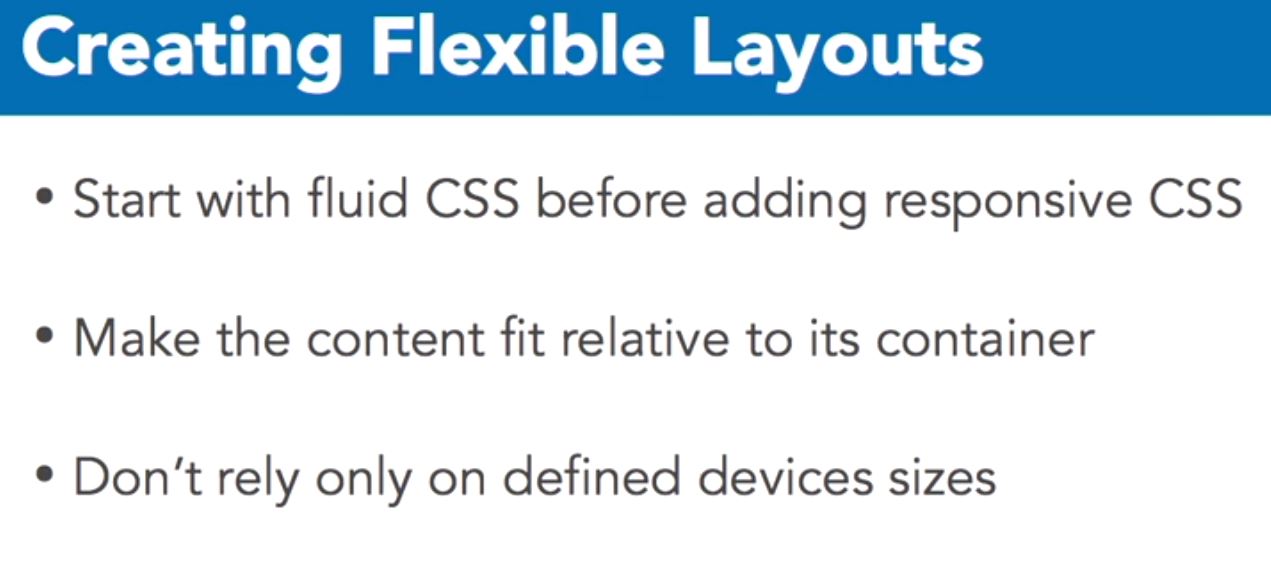 Creating Flexible Layouts
• Start with fluid CSS before adding responsive CSS
• Make the content fit relative to its container
• Don’t rely only on defined devices sizes